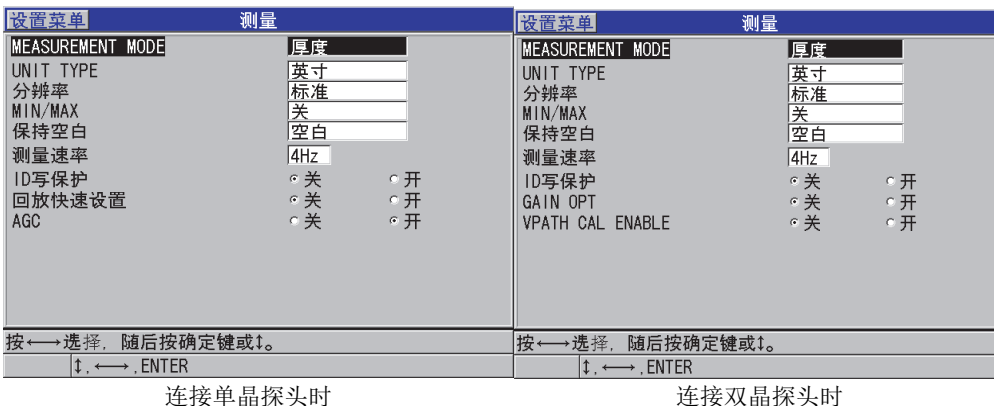 设置菜单 测量
MEASUREMENT MODE 厚度
UNIT TYPE 英寸
分辨率 标准
MIN/MAX 关
保持空白 空白
测量速率 4Hz
ID写保护 关 开
回放快速设置 关 开
AGC 关 开
按←→选择, 随后按确定键或↕。
↕, ←→, ENTER
连接单晶探头时
设置菜单 测量
MEASUREMENT MODE 厚度
UNIT TYPE 英寸
分辨率 标准
MIN/MAX 关
保持空白 空白
测量速率 4Hz
ID写保护 关 开
GAIN OPT 关 开
VPATH CAL ENABLE 关 开
按←→选择, 随后按确定键或↕。
↕, ←→, ENTER
连接双晶探头时